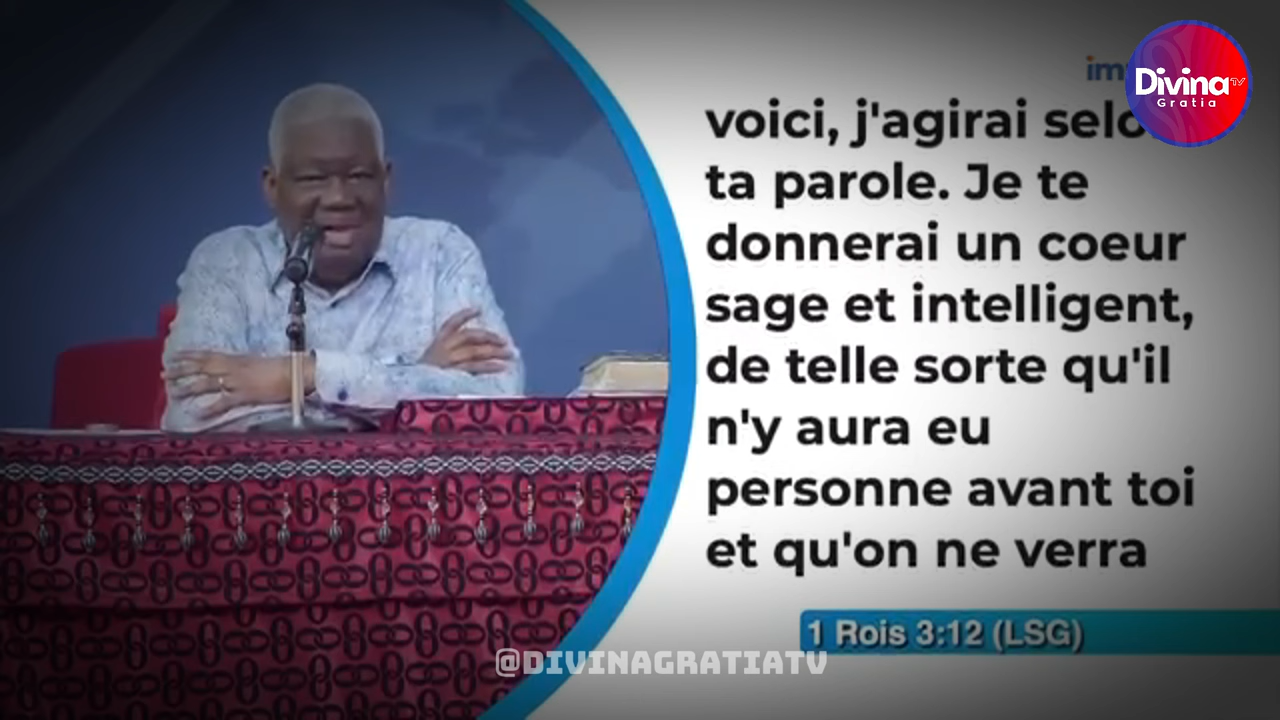 Divina TV
Gratia
voici, j'agirai selo
ta parole. Je te
donnerai un coeur
sage et intelligent,
de telle sorte qu'il
n'y aura eu
personne avant toi
et qu'on ne verra
1 Rois 3:12 (LSG)
@DIVINAGRATIATV